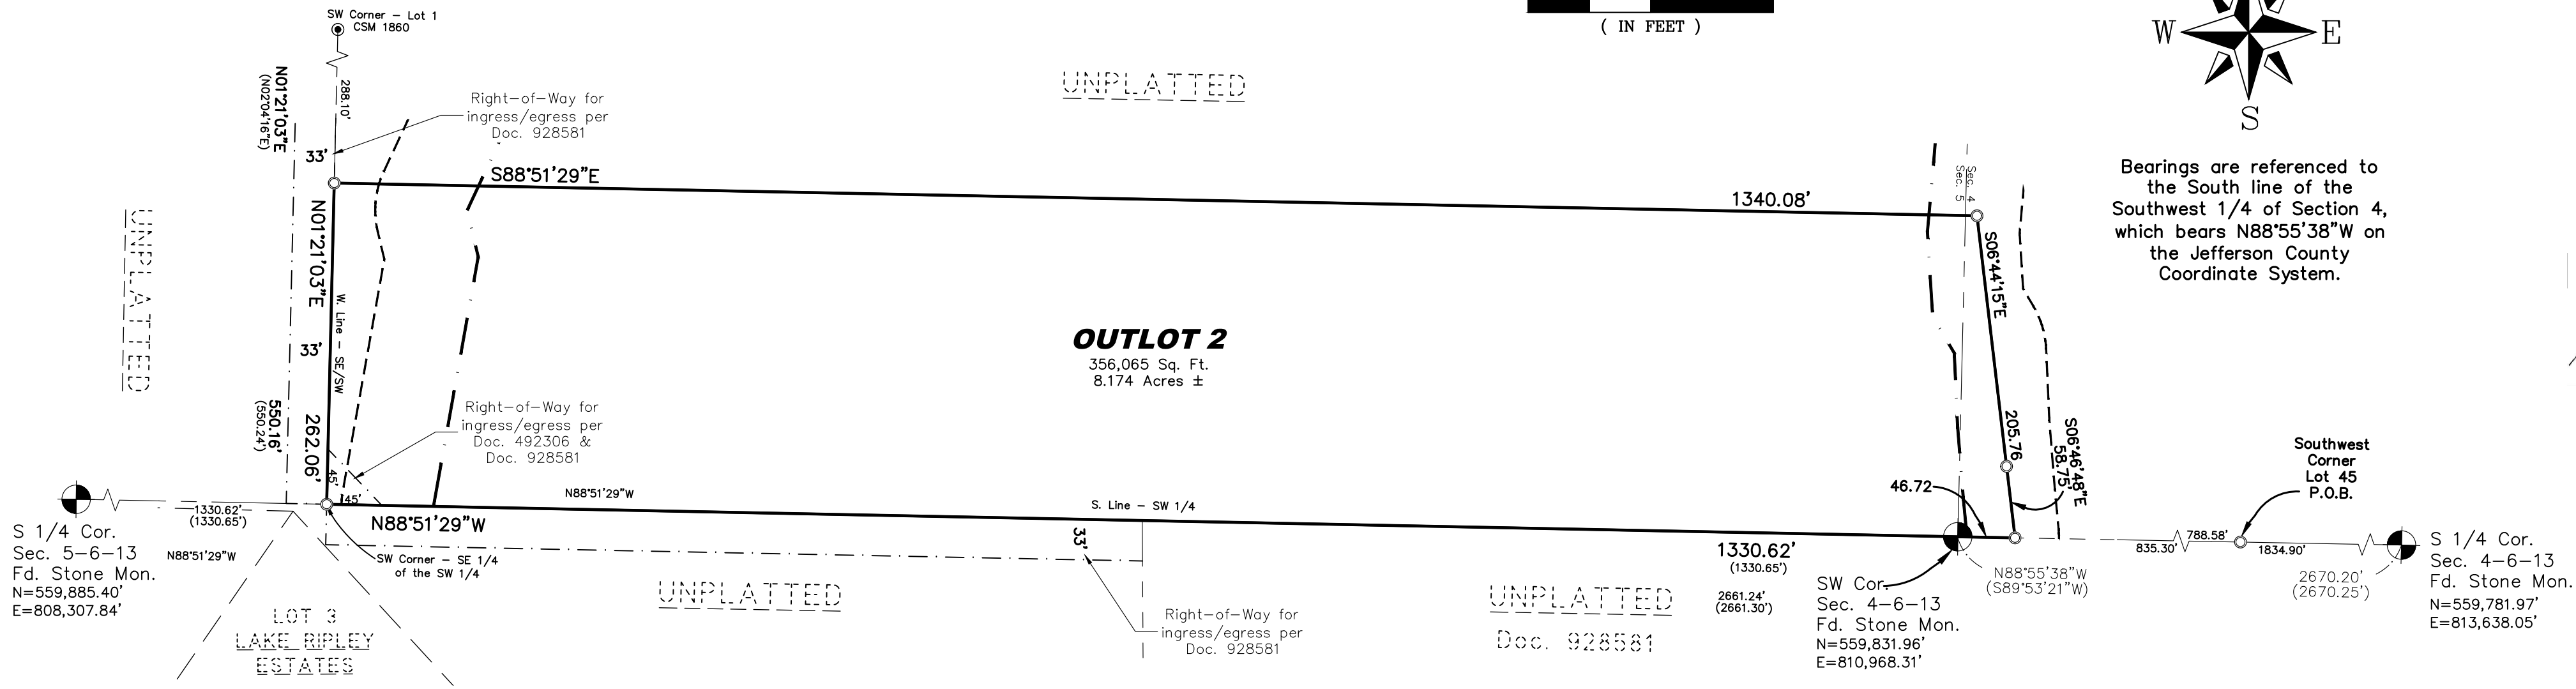 SW Corner – Lot 1
CSM 1860
( IN FEET )
W
E
S
N01°21'03"E
(N02°04'16"E)
288.10'
Right-of-Way for
ingress/egress per
Doc. 928581
UNPLATTED
33'
S88°51'29"E
1340.08'
Sec. 5
Sec. 4
Bearings are referenced to
the South line of the
Southwest 1/4 of Section 4,
which bears N88°55'38"W on
the Jefferson County
Coordinate System.
UNPLATTED
N01°21'03"E
W. Line – SE/SW
33'
S06°44'15"E
OUTLOT 2
356,065 Sq. Ft.
8.174 Acres ±
550.16'
(550.24')
262.06'
Right-of-Way for
ingress/egress per
Doc. 492306 &
Doc. 928581
45'
45'
205.76
S06°46'48"E
58.75'
46.72
Southwest
Corner
Lot 45
P.O.B.
N88°51'29"W
S. Line – SW 1/4
N88°51'29"W
1330.62'
(1330.65')
S 1/4 Cor.
Sec. 5-6-13
Fd. Stone Mon.
N=559,885.40'
E=808,307.84'
N88°51'29"W
SW Corner – SE 1/4
of the SW 1/4
33'
1330.62'
(1330.65')
788.58'
835.30'
1834.90'
S 1/4 Cor.
Sec. 4-6-13
Fd. Stone Mon.
N=559,781.97'
E=813,638.05'
N88°55'38"W
(S89°53'21"W)
2670.20'
(2670.25')
SW Cor.
Sec. 4-6-13
Fd. Stone Mon.
N=559,831.96'
E=810,968.31'
2661.24'
(2661.30')
UNPLATTED
UNPLATTED
Doc. 928581
LOT 3
LAKE RIPLEY
ESTATES
Right-of-Way for
ingress/egress per
Doc. 928581